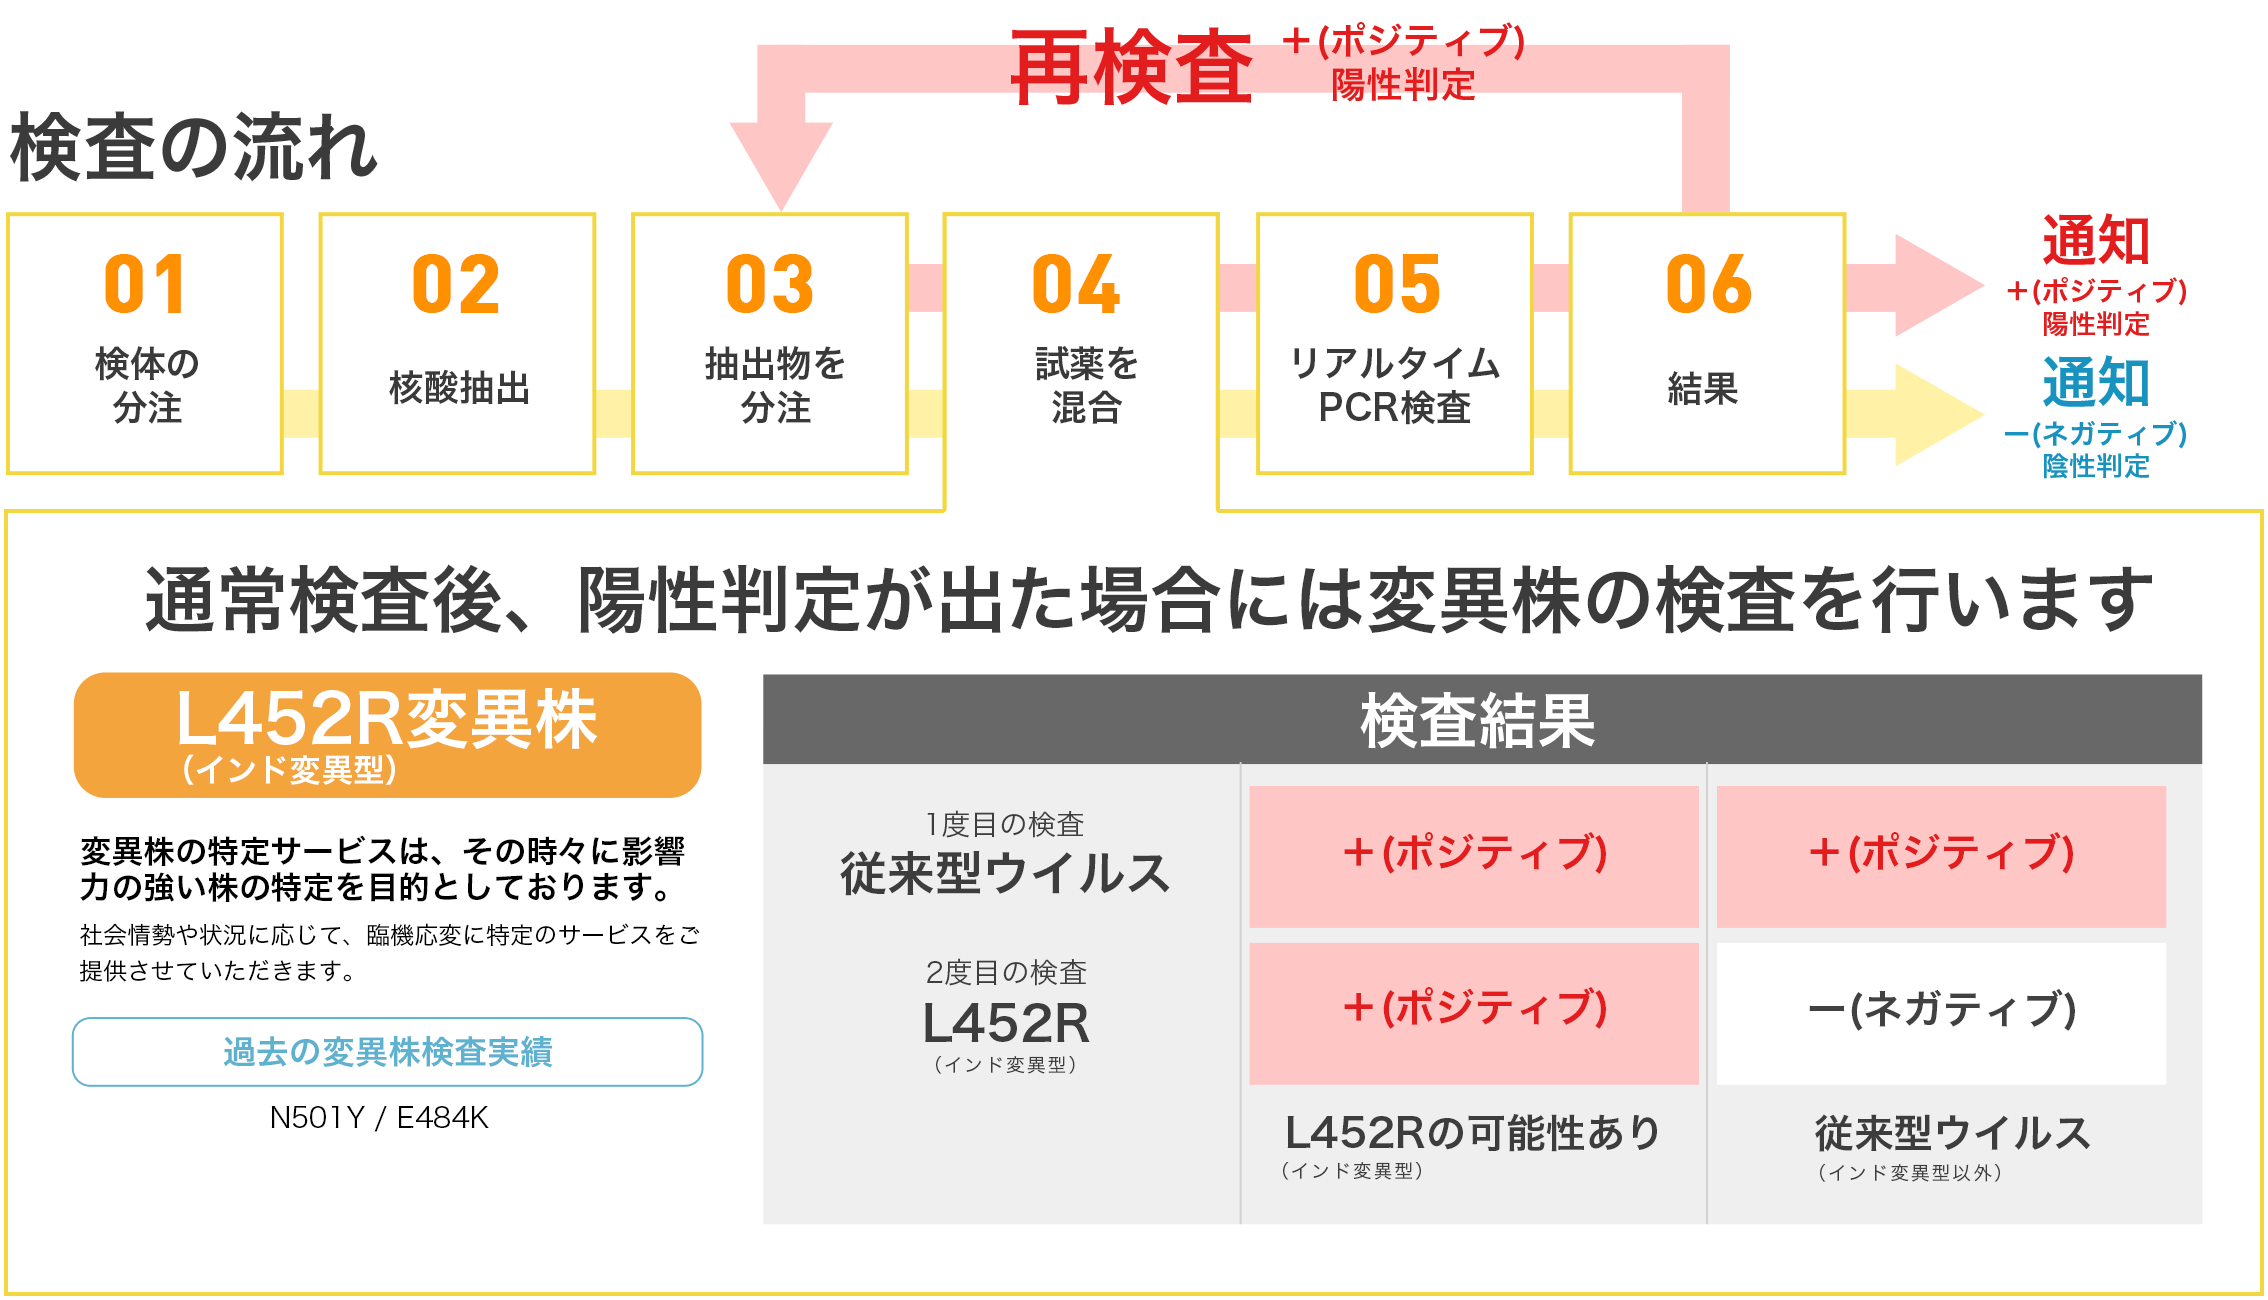 再検査
＋(ポジティブ)
陽性判定
検査の流れ
01
検体の
分注
02
核酸抽出
03
抽出物を
分注
04
試薬を
混合
05
リアルタイム
PCR検査
06
結果
通知
＋(ポジティブ)
陽性判定
通知
ー(ネガティブ)
陰性判定
通常検査後、陽性判定が出た場合には変異株の検査を行います
L452R変異株
（インド変異型）
変異株の特定サービスは、その時々に影響
力の強い株の特定を目的としております。
社会情勢や状況に応じて、臨機応変に特定のサービスをご
提供させていただきます。
過去の変異株検査実績
N501Y / E484K
検査結果
1度目の検査
従来型ウイルス
＋(ポジティブ)
＋(ポジティブ)
2度目の検査
L452R
（インド変異型）
＋(ポジティブ)
ー(ネガティブ)
L452Rの可能性あり
（インド変異型）
従来型ウイルス
（インド変異型以外）